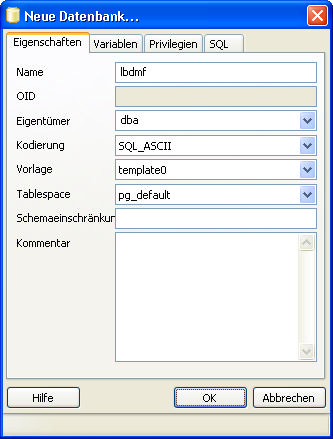 Neue Datenbank...
Eigenschaften Variablen Privilegien SQL
Name lbdmf
OID
Eigentümer dba
Kodierung SQL_ASCII
Vorlage template0
Tablespace pg_default
Schemaeinschränkun
Kommentar
Hilfe OK Abbrechen